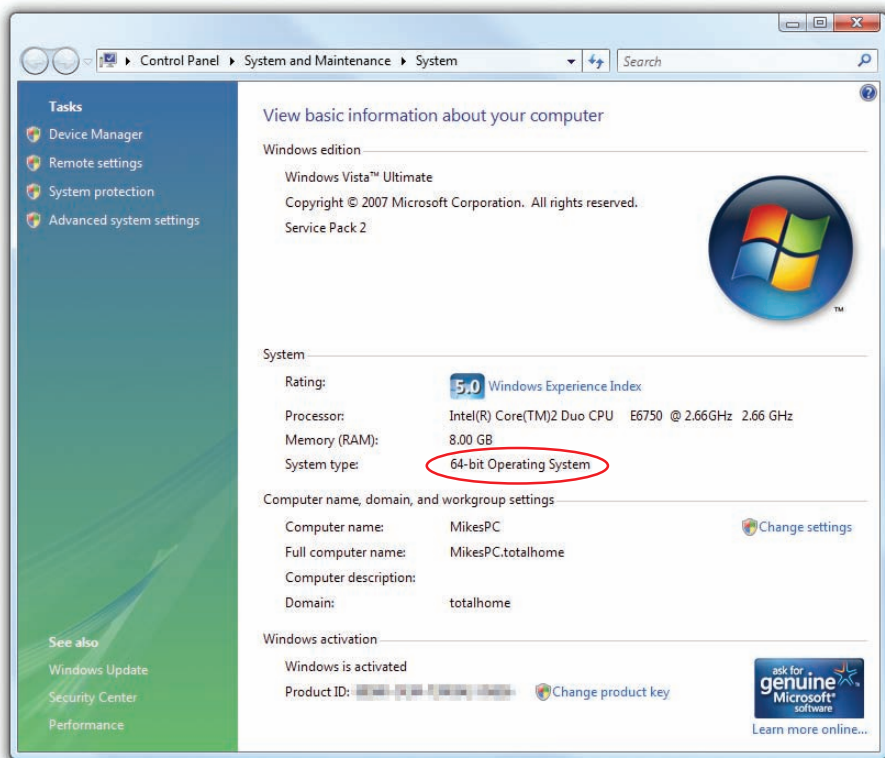 Control Panel ▸ System and Maintenance ▸ System
Search
Tasks
Device Manager
Remote settings
System protection
Advanced system settings
See also
Windows Update
Security Center
Performance
View basic information about your computer
Windows edition
Windows Vista™ Ultimate
Copyright © 2007 Microsoft Corporation. All rights reserved.
Service Pack 2
TM
System
Rating: 5.0 Windows Experience Index
Processor: Intel(R) Core(TM)2 Duo CPU E6750 @ 2.66GHz 2.66 GHz
Memory (RAM): 8.00 GB
System type: 64-bit Operating System
Computer name, domain, and workgroup settings
Computer name: MikesPC Change settings
Full computer name: MikesPC.totalhome
Computer description:
Domain: totalhome
Windows activation
Windows is activated
Product ID: Change product key
ask for
genuine
Microsoft®
software
Learn more online...